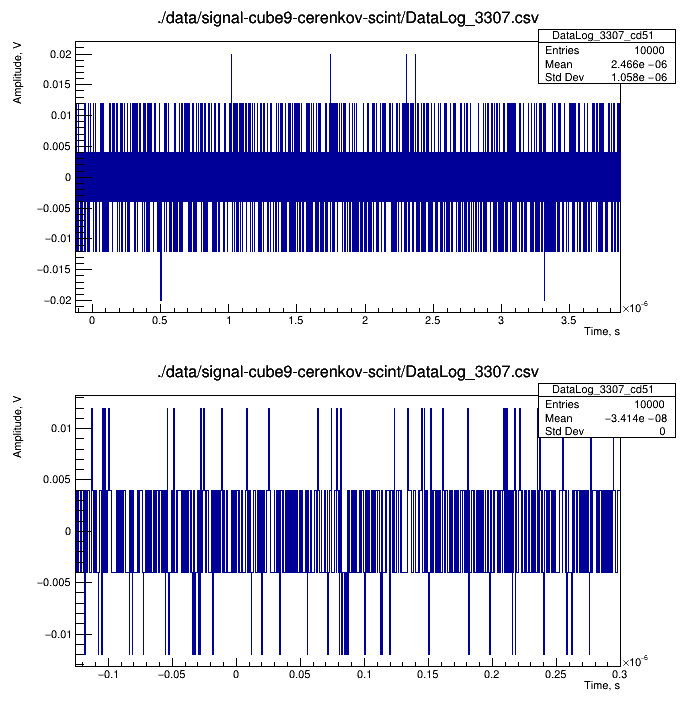 ./data/signal-cube9-cerenkov-scint/DataLog_3307.csv
Amplitude, V
DataLog_3307_cd51
Entries 10000
Mean 2.466e−06
Std Dev 1.058e−06
0.02
0.015
0.01
0.005
0
−0.005
−0.01
−0.015
−0.02
0 0.5 1 1.5 2 2.5 3 3.5
×10⁻⁶
Time, s
./data/signal-cube9-cerenkov-scint/DataLog_3307.csv
Amplitude, V
DataLog_3307_cd51
Entries 10000
Mean −3.414e−08
Std Dev 0
0.01
0.005
0
−0.005
−0.01
−0.1 −0.05 0 0.05 0.1 0.15 0.2 0.25 0.3
×10⁻⁶
Time, s